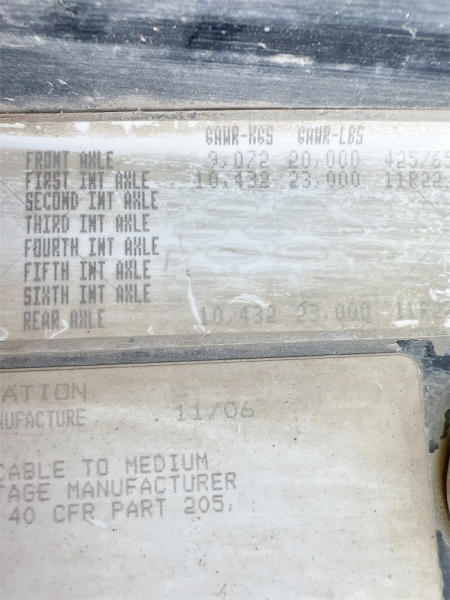 GAWR-KGS GAWR-LBS
FRONT AXLE 9,072 20,000 425/65
FIRST INT AXLE 10,432 23,000 11R22.
SECOND INT AXLE
THIRD INT AXLE
FOURTH INT AXLE
FIFTH INT AXLE
SIXTH INT AXLE
REAR AXLE 10,432 23,000 11R2
ATION
NUFACTURE 11/06
CABLE TO MEDIUM
TAGE MANUFACTURER
40 CFR PART 205.